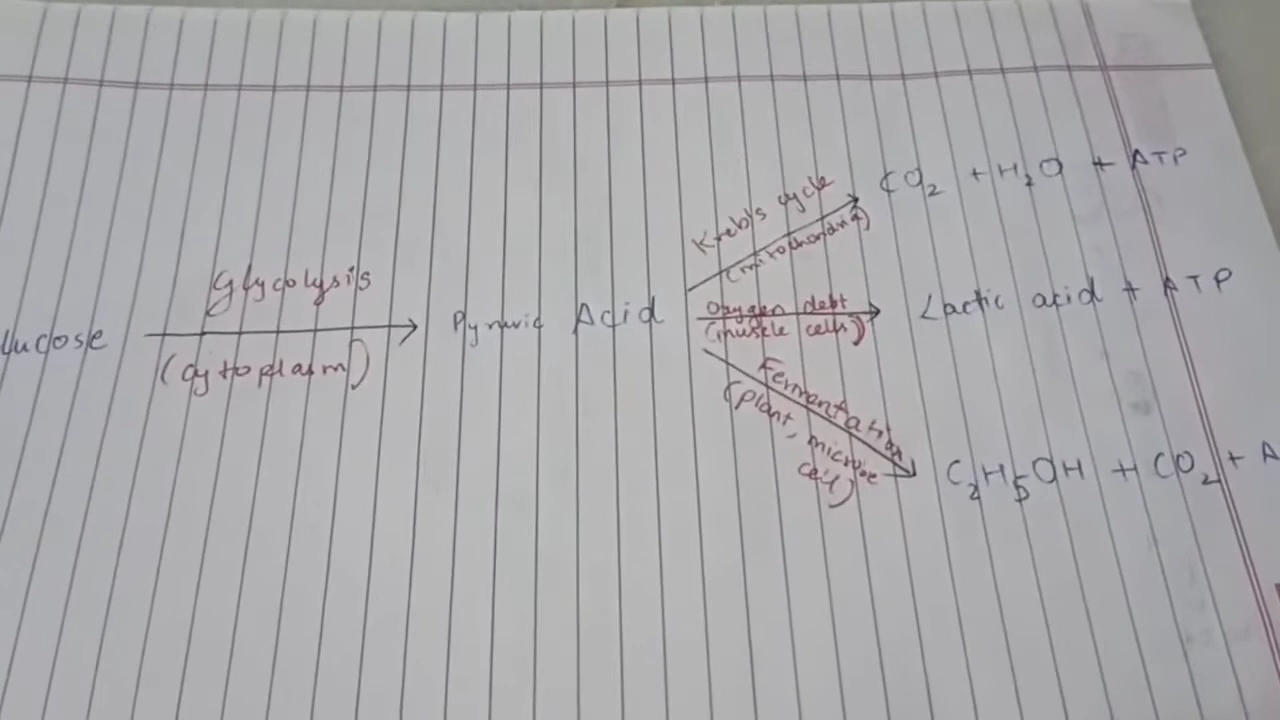 lucose
Glycolysis
(cytoplasm)
Pyruvic Acid
Kreb's cycle
(mitochondria)
CO2 + H2O + ATP
Oxygen debt
(muscle cells)
Lactic acid + ATP
Fermentation
(plant, microbe
cell)
C2H5OH + CO2 + A